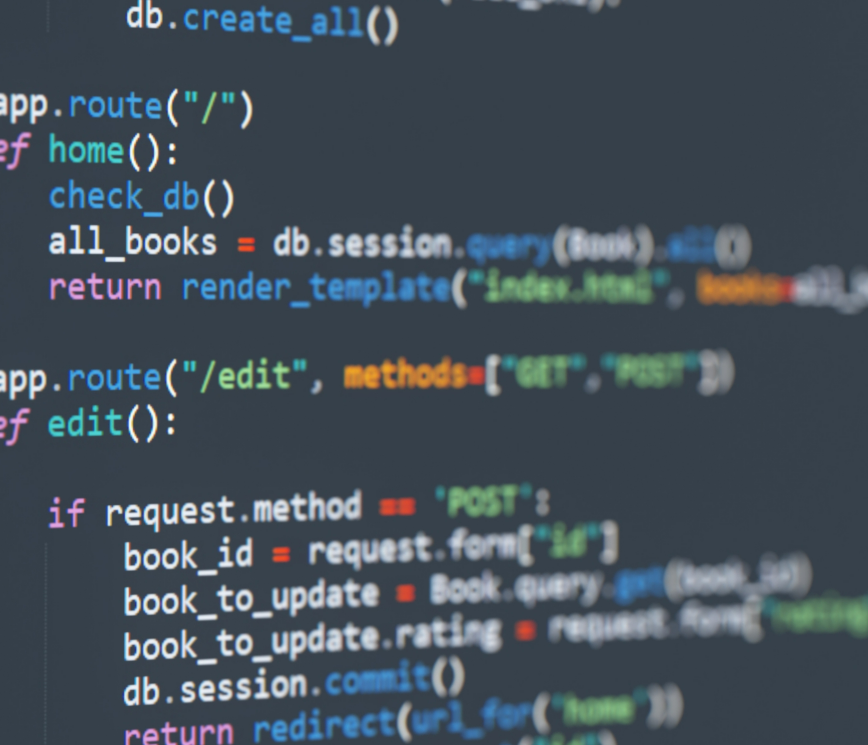 db.create_all()
app.route("/")
ef home():
check_db()
all_books = db.session.query(Book).all()
return render_template("index.html", books=all_
app.route("/edit", methods=["GET","POST"])
ef edit():
if request.method == 'POST':
book_id = request.form["id"]
book_to_update = Book.query.get(book_id)
book_to_update.rating = request.form["rating
db.session.commit()
return redirect(url_for('home'))